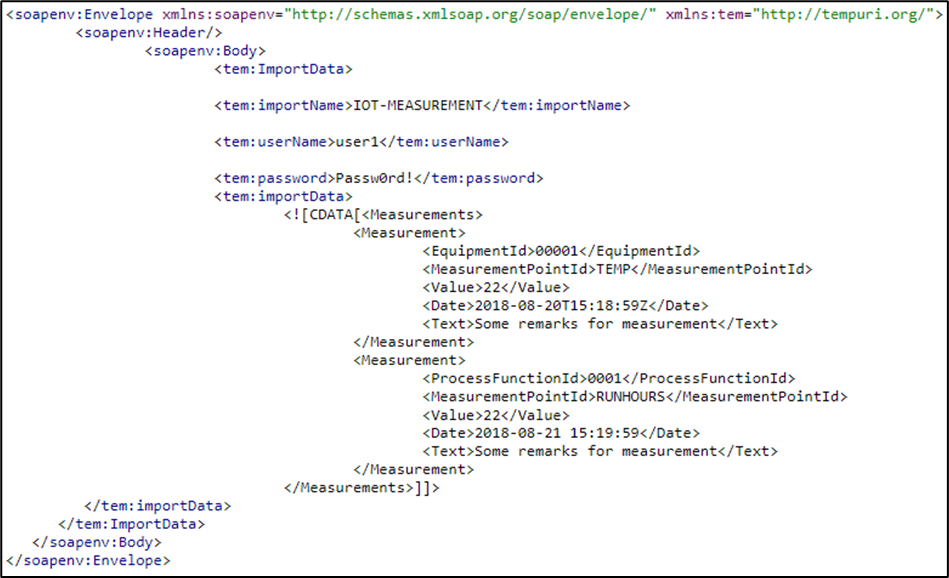 <soapenv:Envelope xmlns:soapenv="http://schemas.xmlsoap.org/soap/envelope/" xmlns:tem="http://tempuri.org/">
<soapenv:Header/>
<soapenv:Body>
<tem:ImportData>
<tem:importName>IOT-MEASUREMENT</tem:importName>
<tem:userName>user1</tem:userName>
<tem:password>Passw0rd!</tem:password>
<tem:importData>
<![CDATA[<Measurements>
<Measurement>
<EquipmentId>00001</EquipmentId>
<MeasurementPointId>TEMP</MeasurementPointId>
<Value>22</Value>
<Date>2018-08-20T15:18:59Z</Date>
<Text>Some remarks for measurement</Text>
</Measurement>
<Measurement>
<ProcessFunctionId>0001</ProcessFunctionId>
<MeasurementPointId>RUNHOURS</MeasurementPointId>
<Value>22</Value>
<Date>2018-08-21 15:19:59</Date>
<Text>Some remarks for measurement</Text>
</Measurement>
</Measurements>]]>
</tem:importData>
</tem:ImportData>
</soapenv:Body>
</soapenv:Envelope>